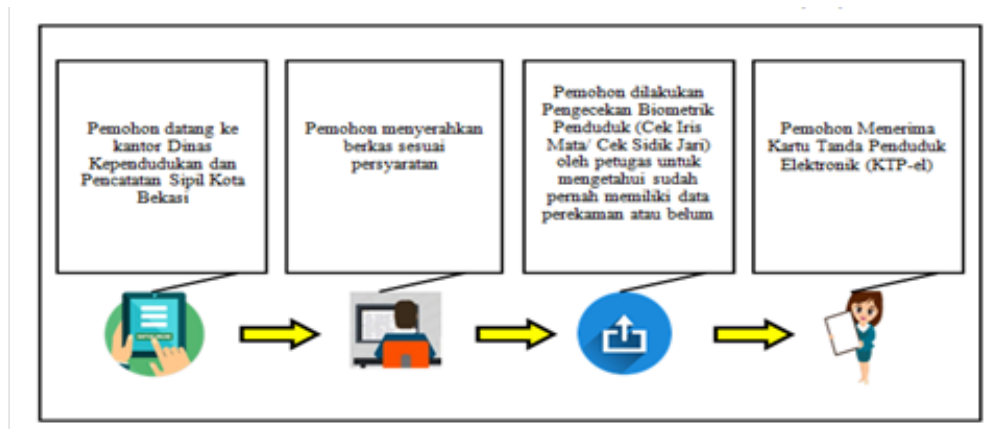 Pemohon datang ke
kantor Dinas
Kependudukan dan
Pencatatan Sipil Kota
Bekasi
Pemohon menyerahkan
berkas sesuai
persyaratan
Pemohon dilakukan
Pengecekan Biometrik
Penduduk (Cek Iris
Mata/ Cek Sidik Jari)
oleh petugas untuk
mengetahui sudah
pernah memiliki data
perekaman atau belum
Pemohon Menerima
Kartu Tanda Penduduk
Elektronik (KTP-el)